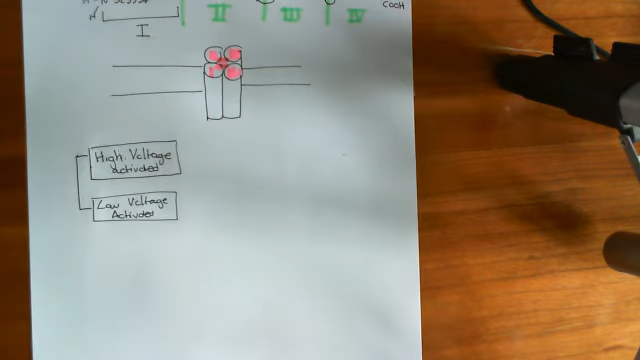 COOH
N
I
II
III
IV
High Voltage
activated
Low Voltage
Activated